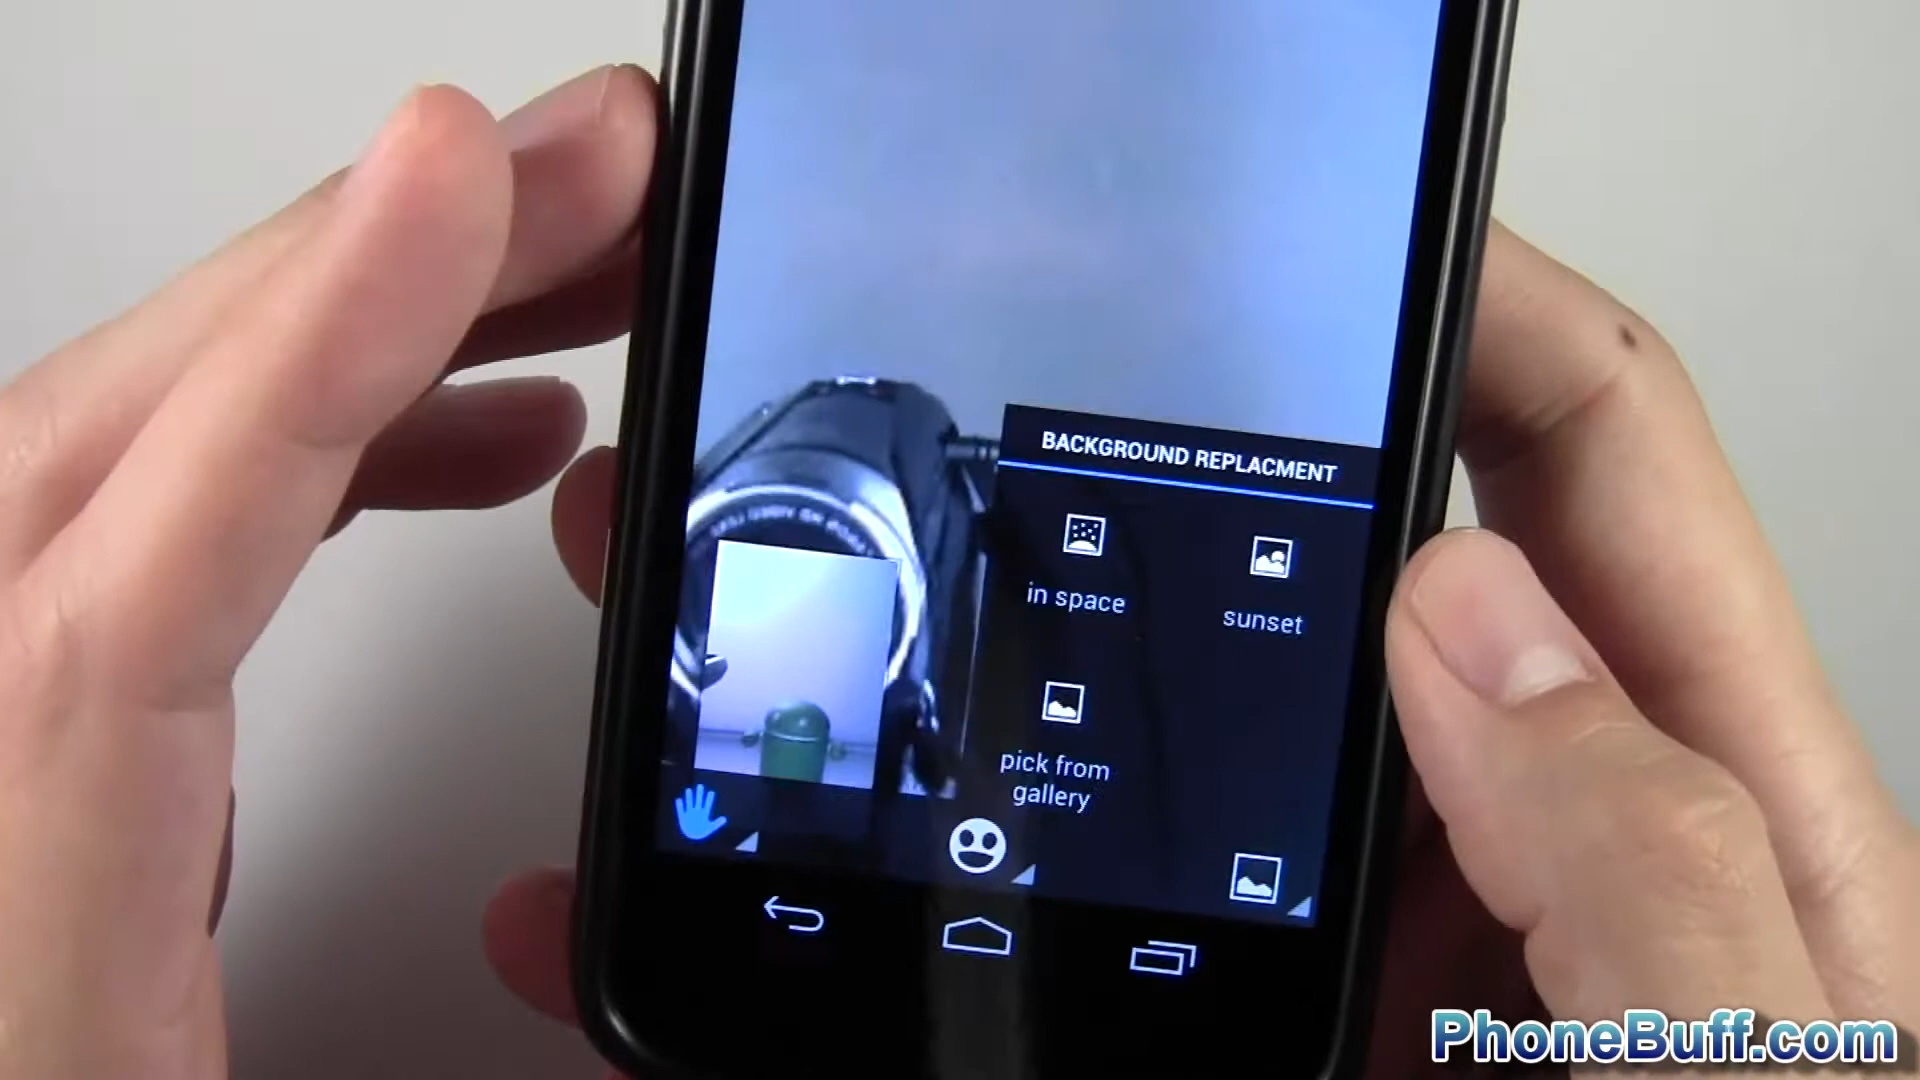 BACKGROUND REPLACMENT
in space
sunset
pick from
gallery
PhoneBuff.com